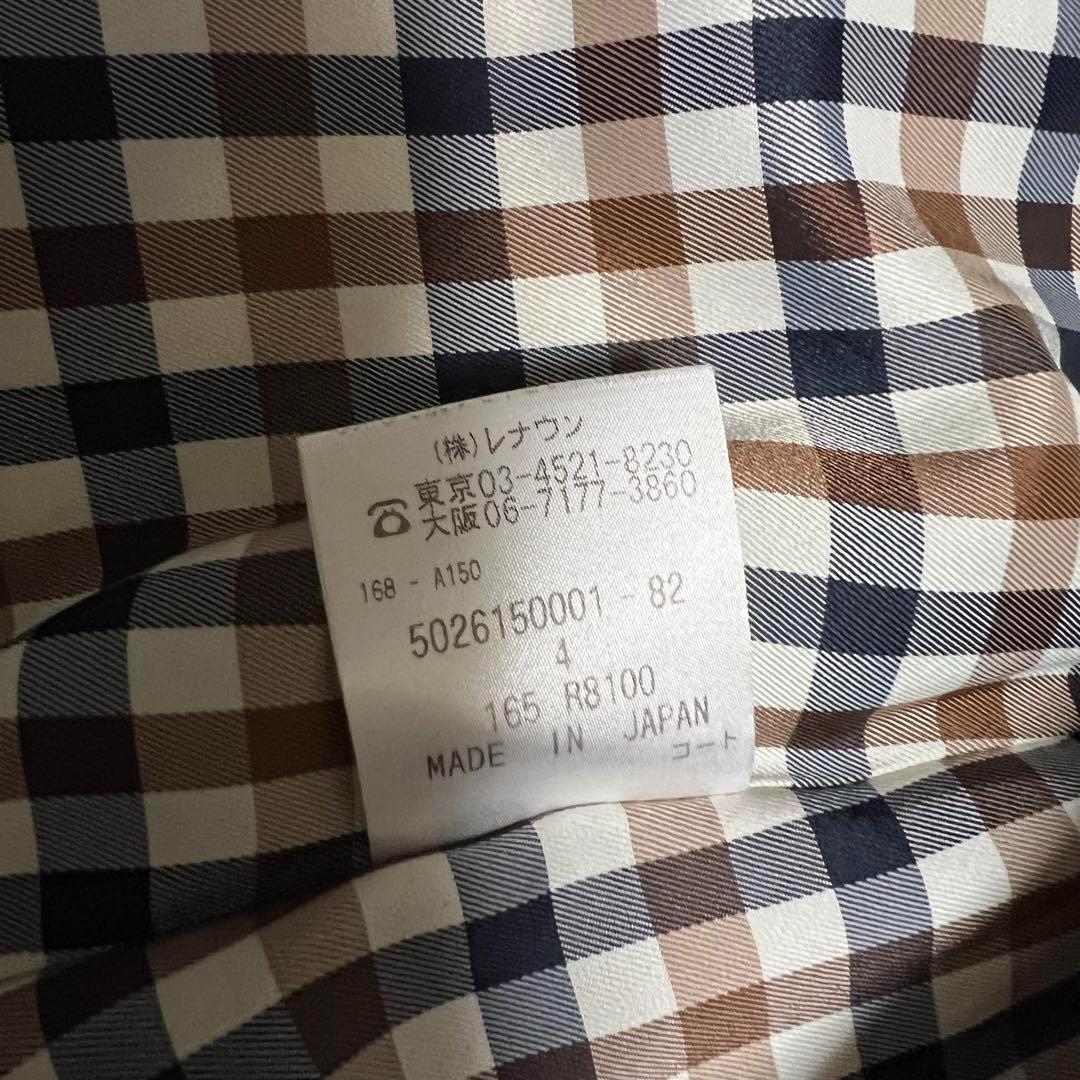 (株)レナウン
☎東京03-4521-8230
大阪06-7177-3860
168 - A150
5026150001 - 82
4
165 R8100
MADE IN JAPAN
コート